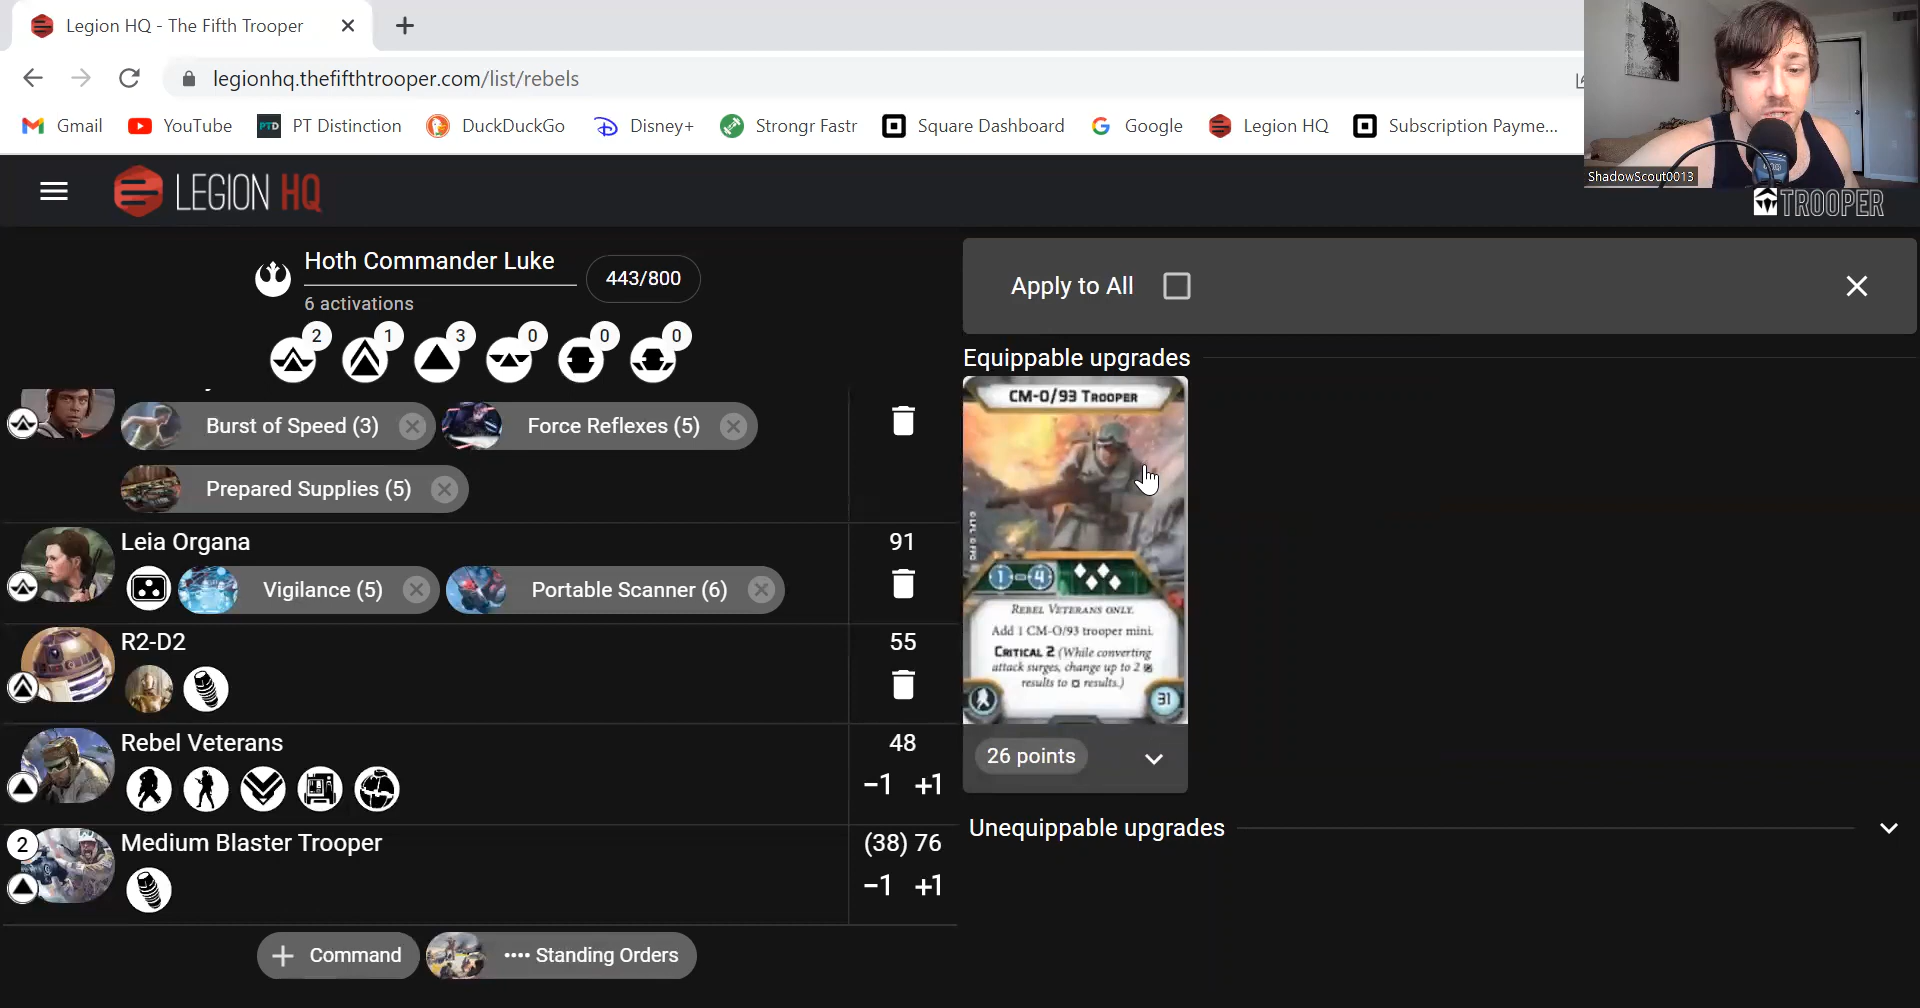 Legion HQ - The Fifth Trooper
legionhq.thefifthtrooper.com/list/rebels
Gmail
YouTube
PTD
PT Distinction
DuckDuckGo
Disney+
Strongr Fastr
Square Dashboard
Google
Legion HQ
Subscription Payme...
ShadowScout0013
LEGION HQ
TROOPER
Hoth Commander Luke
443/800
6 activations
2
1
3
0
0
0
Burst of Speed (3)
Force Reflexes (5)
Prepared Supplies (5)
Leia Organa
91
Vigilance (5)
Portable Scanner (6)
R2-D2
55
Rebel Veterans
48
−1 +1
2
Medium Blaster Trooper
(38) 76
−1 +1
+ Command
•••• Standing Orders
Apply to All
Equippable upgrades
CM-O/93 TROOPER
1-4
REBEL VETERANS ONLY.
Add 1 CM-O/93 trooper mini.
CRITICAL 2 (While converting
attack surges, change up to 2
results to results.)
31
26 points
Unequippable upgrades